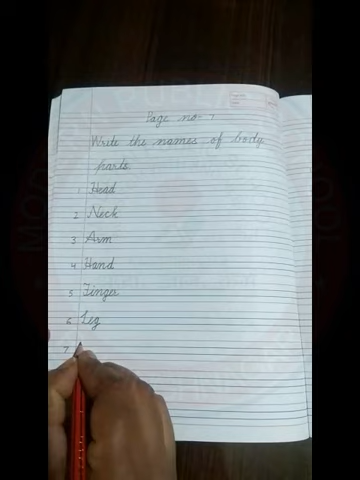 Page no- 7
Write the names of body
parts.
1 Head
2 Neck
3 Arm
4 Hand
5 Finger
6 Leg
7